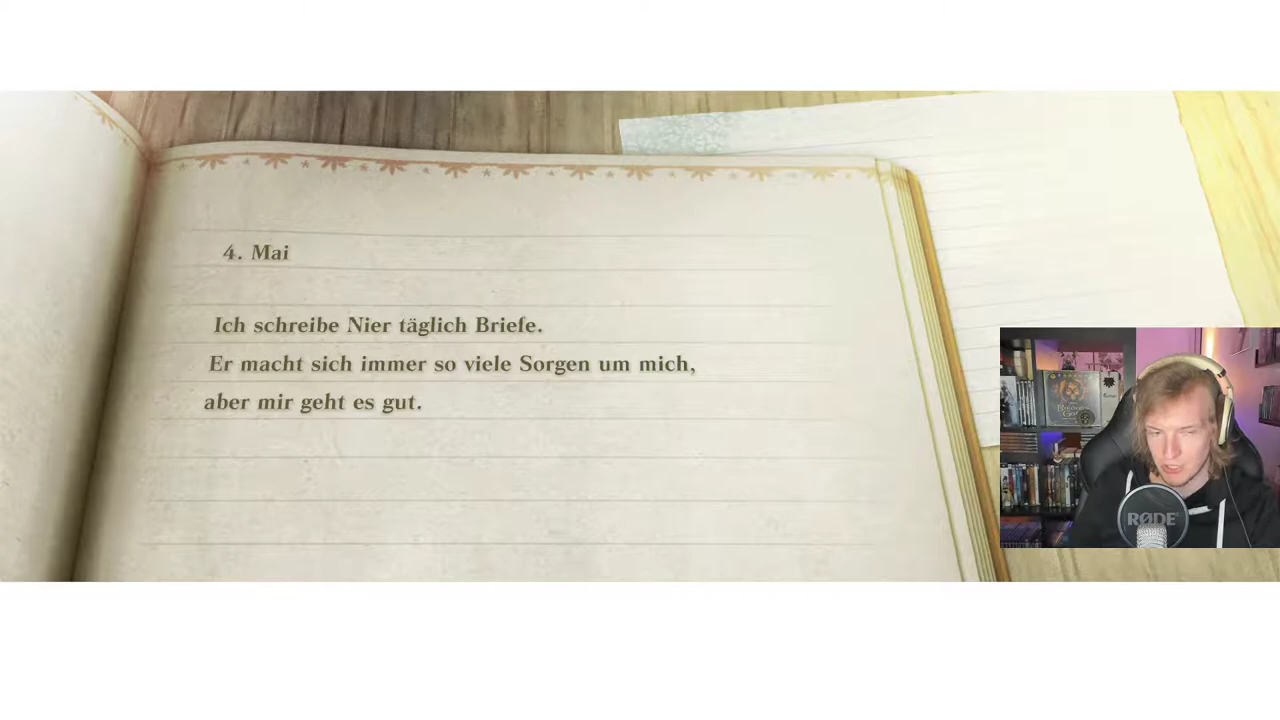 4. Mai
Ich schreibe Nier täglich Briefe.
Er macht sich immer so viele Sorgen um mich,
aber mir geht es gut.
RØDE